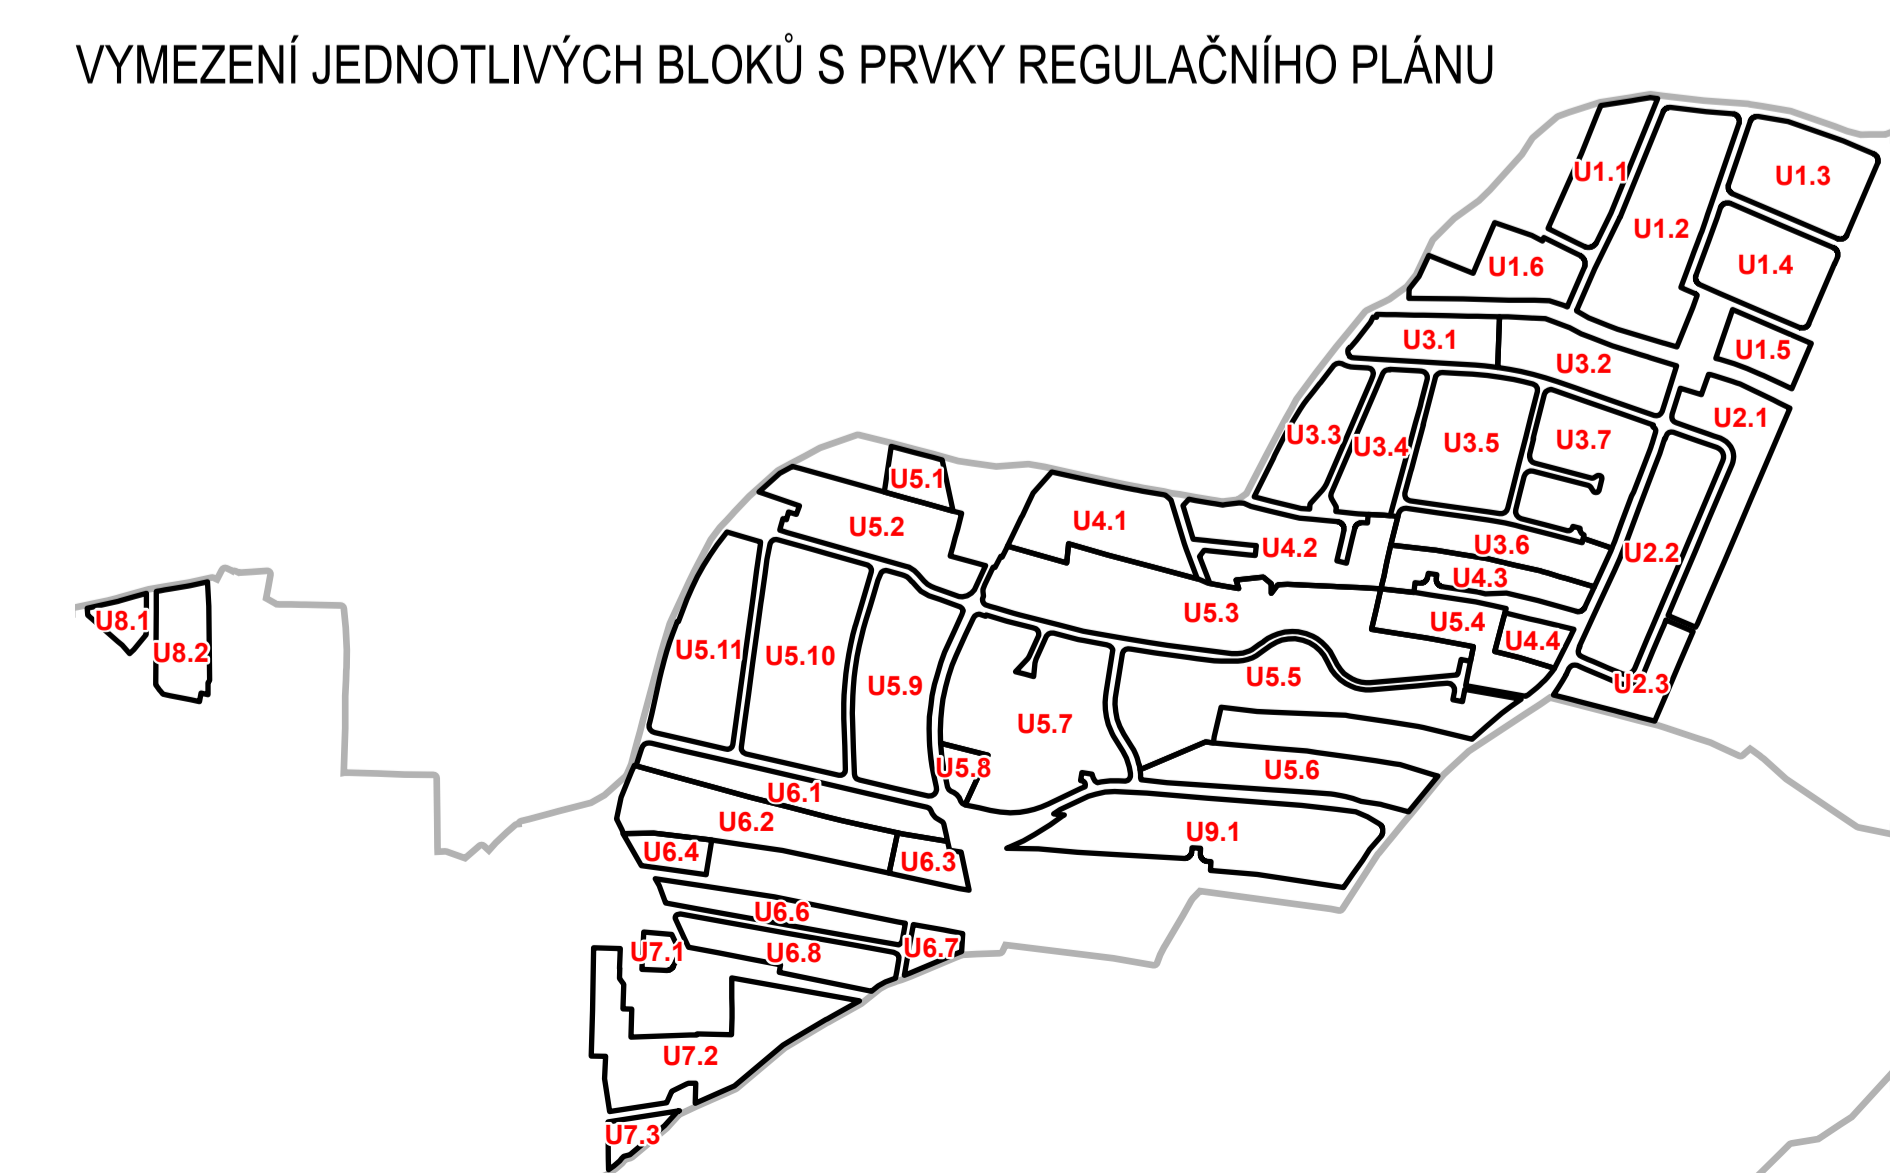 VYMEZENÍ JEDNOTLIVÝCH BLOKŮ S PRVKY REGULAČNÍHO PLÁNU
U1.1
U1.3
U1.2
U1.4
U1.6
U3.1
U1.5
U3.2
U2.1
U3.3
U3.4
U3.5
U3.7
U5.1
U4.1
U5.2
U4.2
U3.6
U2.2
U4.3
U5.3
U5.4
U8.1
U4.4
U8.2
U5.11
U5.10
U5.5
U2.3
U5.9
U5.7
U5.8
U5.6
U6.1
U6.2
U9.1
U6.4
U6.3
U6.6
U6.7
U7.1
U6.8
U7.2
U7.3